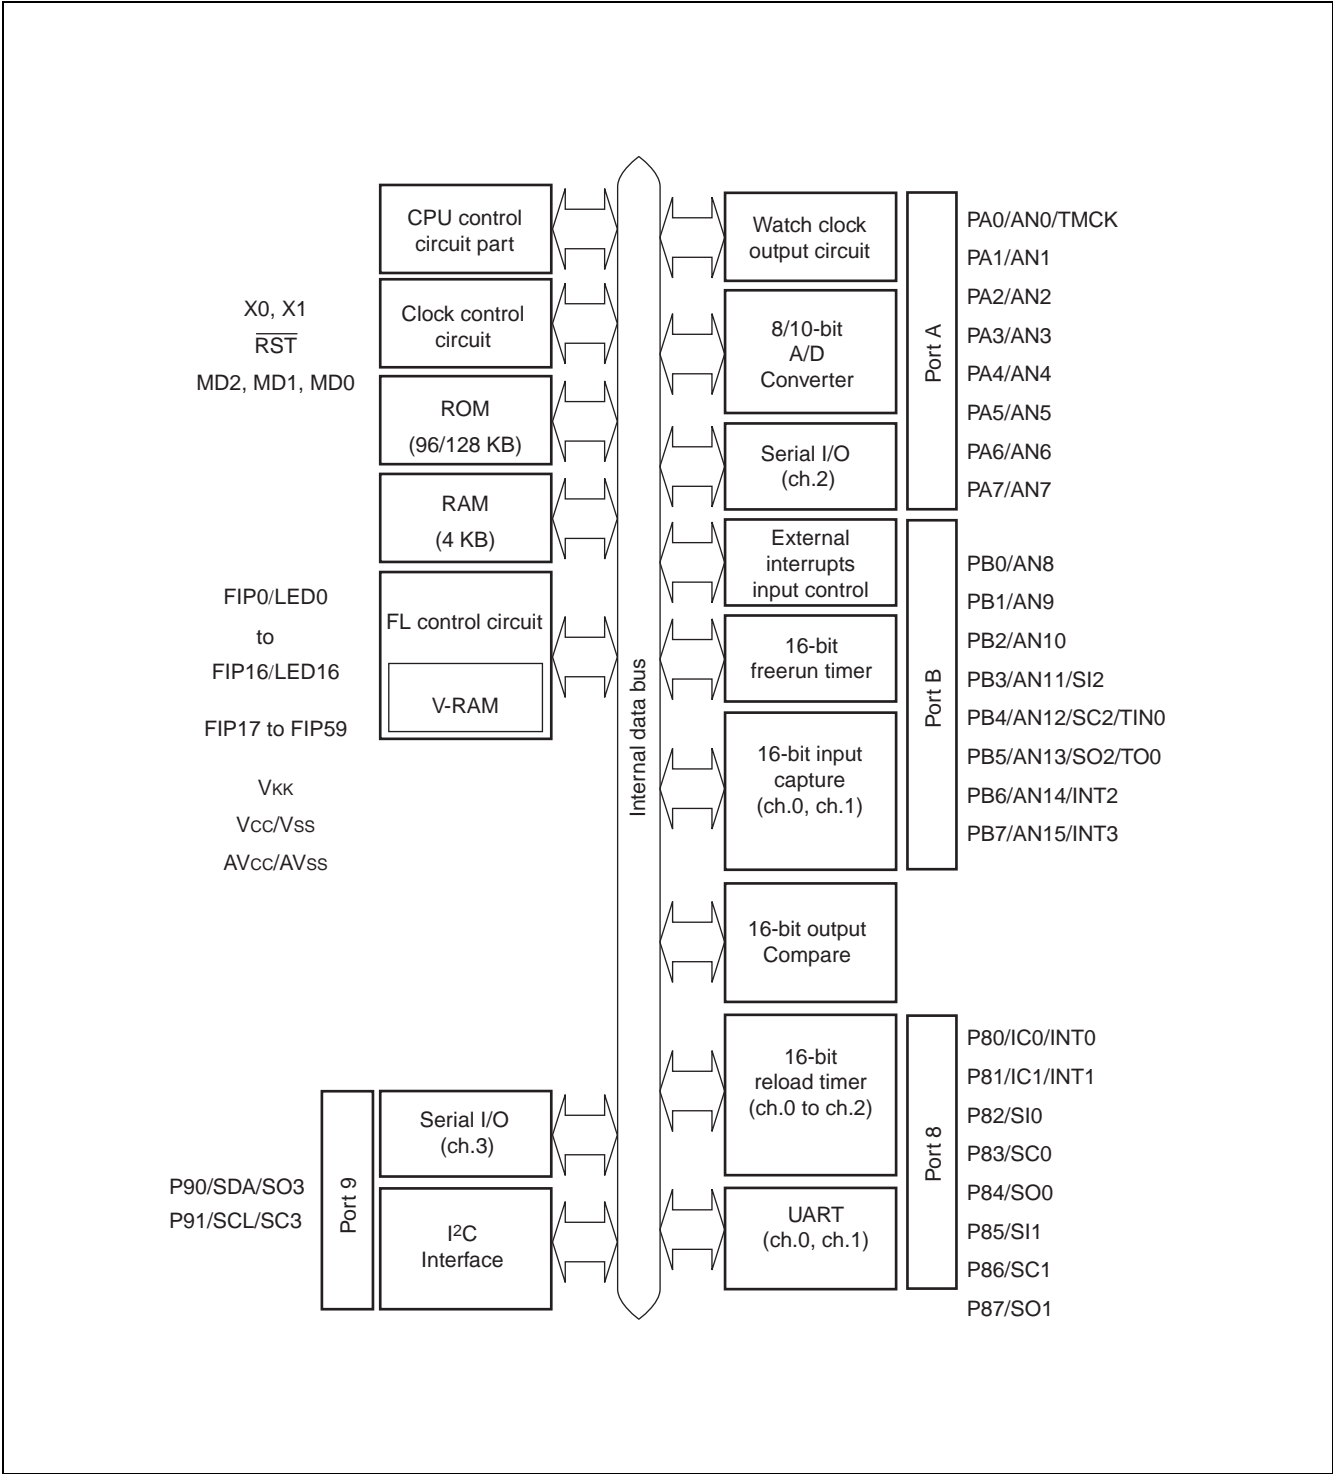 CPU control
circuit part
X0, X1
RST
MD2, MD1, MD0
Clock control
circuit
ROM
(96/128 KB)
RAM
(4 KB)
FIP0/LED0
to
FIP16/LED16
FIP17 to FIP59
FL control circuit
V-RAM
VKK
VCC/VSS
AVCC/AVSS
P90/SDA/SO3
P91/SCL/SC3
Port 9
Serial I/O
(ch.3)
I²C
Interface
Internal data bus
Watch clock
output circuit
8/10-bit
A/D
Converter
Serial I/O
(ch.2)
External
interrupts
input control
16-bit
freerun timer
16-bit input
capture
(ch.0, ch.1)
16-bit output
Compare
16-bit
reload timer
(ch.0 to ch.2)
UART
(ch.0, ch.1)
Port A
PA0/AN0/TMCK
PA1/AN1
PA2/AN2
PA3/AN3
PA4/AN4
PA5/AN5
PA6/AN6
PA7/AN7
Port B
PB0/AN8
PB1/AN9
PB2/AN10
PB3/AN11/SI2
PB4/AN12/SC2/TIN0
PB5/AN13/SO2/TO0
PB6/AN14/INT2
PB7/AN15/INT3
Port 8
P80/IC0/INT0
P81/IC1/INT1
P82/SI0
P83/SC0
P84/SO0
P85/SI1
P86/SC1
P87/SO1